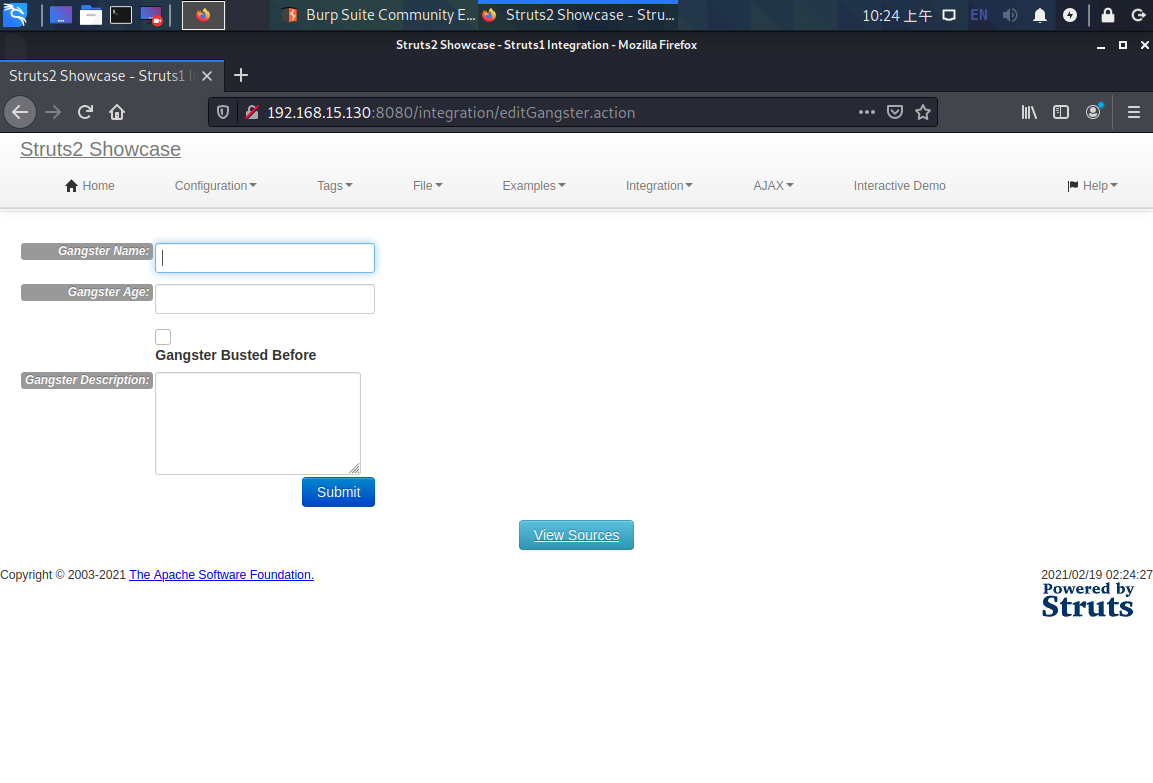 Burp Suite Community E...
Struts2 Showcase - Stru...
10:24 上午
EN
Struts2 Showcase - Struts1 Integration - Mozilla Firefox
Struts2 Showcase - Struts1 I
192.168.15.130:8080/integration/editGangster.action
Struts2 Showcase
Home Configuration Tags File Examples Integration AJAX Interactive Demo Help
Gangster Name:
Gangster Age:
Gangster Busted Before
Gangster Description:
Submit
View Sources
Copyright © 2003-2021 The Apache Software Foundation.
2021/02/19 02:24:27
Powered by
Struts